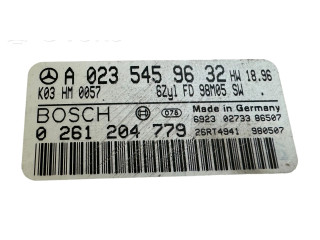 A 023 545 96 32 HW 18.96
K03 HM 0057 6Zyl FD 98M05 SW .
BOSCH 078 Made in Germany
6923 02733 86507
0 261 204 779 26RT4941 980507